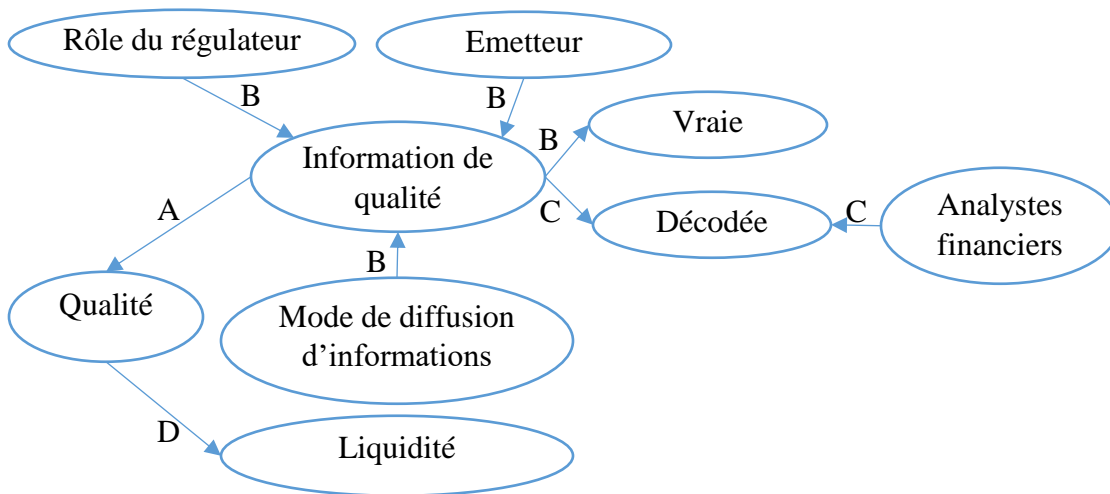 Rôle du régulateur
Emetteur
B
B
Vraie
B
Information de
qualité
A
C
Décodée
C
Analystes
financiers
B
Qualité
Mode de diffusion
d’informations
D
Liquidité